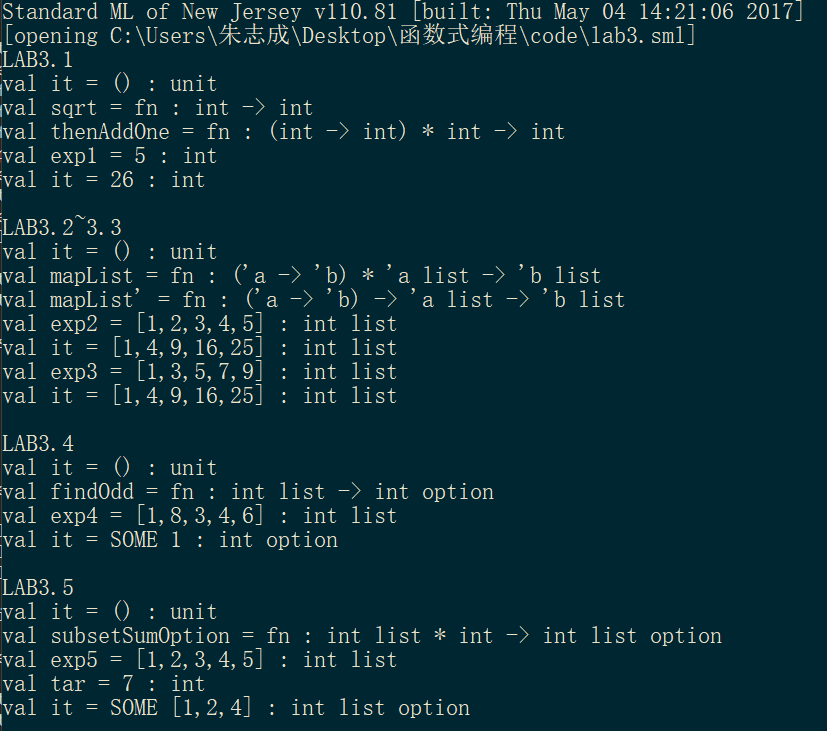 Standard ML of New Jersey v110.81 [built: Thu May 04 14:21:06 2017]
[opening C:\Users\朱志成\Desktop\函数式编程\code\lab3.sml]
LAB3.1
val it = () : unit
val sqrt = fn : int -> int
val thenAddOne = fn : (int -> int) * int -> int
val exp1 = 5 : int
val it = 26 : int
LAB3.2~3.3
val it = () : unit
val mapList = fn : ('a -> 'b) * 'a list -> 'b list
val mapList' = fn : ('a -> 'b) -> 'a list -> 'b list
val exp2 = [1,2,3,4,5] : int list
val it = [1,4,9,16,25] : int list
val exp3 = [1,3,5,7,9] : int list
val it = [1,4,9,16,25] : int list
LAB3.4
val it = () : unit
val findOdd = fn : int list -> int option
val exp4 = [1,8,3,4,6] : int list
val it = SOME 1 : int option
LAB3.5
val it = () : unit
val subsetSumOption = fn : int list * int -> int list option
val exp5 = [1,2,3,4,5] : int list
val tar = 7 : int
val it = SOME [1,2,4] : int list option